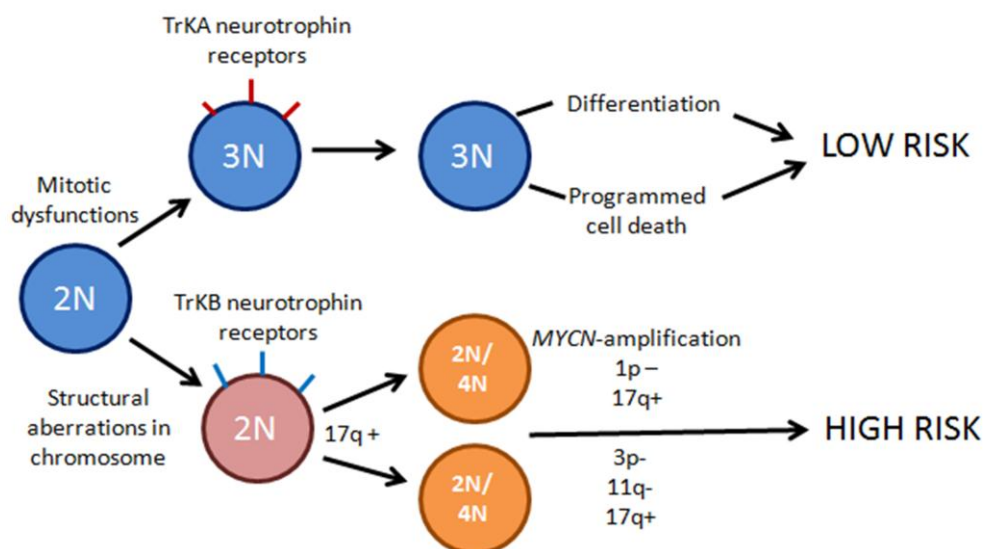 TrKA neurotrophin
receptors
3N
3N
Differentiation
Programmed
cell death
LOW RISK
Mitotic
dysfunctions
2N
Structural
aberrations in
chromosome
TrKB neurotrophin
receptors
2N
17q +
2N/
4N
2N/
4N
MYCN-amplification
1p –
17q+
3p-
11q-
17q+
HIGH RISK